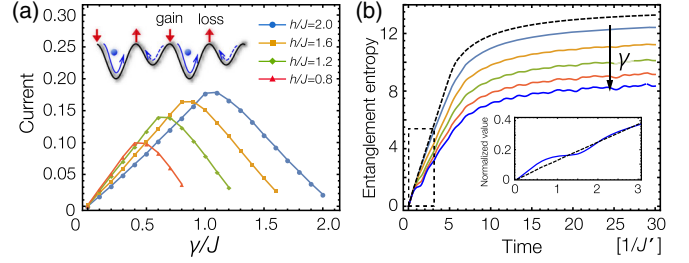 (a)
gain loss
h/J=2.0
h/J=1.6
h/J=1.2
h/J=0.8
Current
0.30
0.25
0.20
0.15
0.10
0.05
0
0.0 0.5 1.0 1.5 2.0
γ/J
(b)
Entanglement entropy
12
8
4
0
γ
Normalized value
0.4
0.2
0
0 1 2 3
0 5 10 15 20 25 30
Time [1/J′]